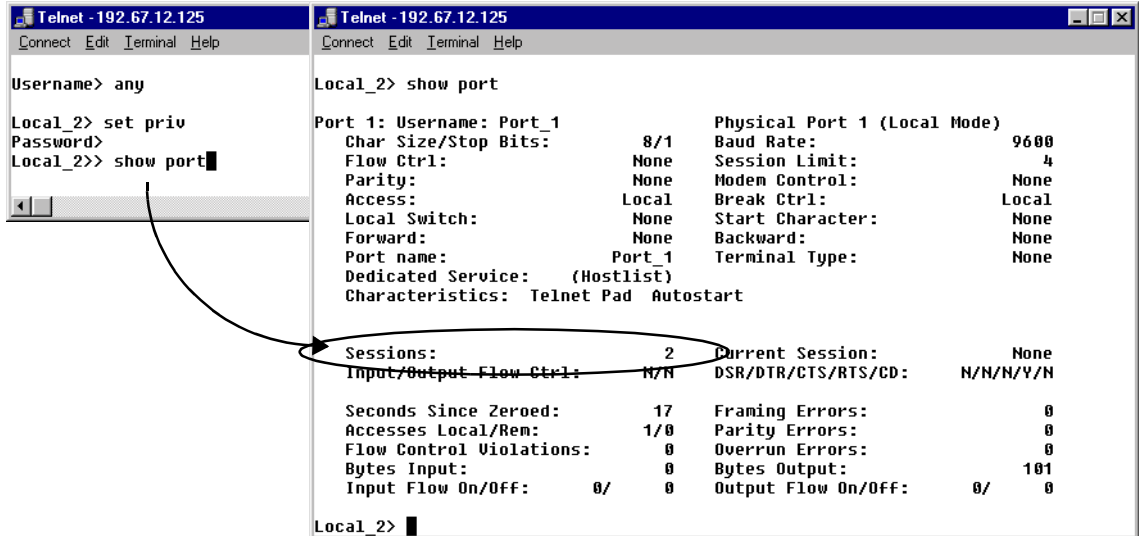 Telnet - 192.67.12.125
Connect Edit Terminal Help
Username> any
Local_2> set priv
Password>
Local_2>> show port
Telnet - 192.67.12.125
Connect Edit Terminal Help
Local_2> show port
Port 1: Username: Port_1 Physical Port 1 (Local Mode)
Char Size/Stop Bits: 8/1 Baud Rate: 9600
Flow Ctrl: None Session Limit: 4
Parity: None Modem Control: None
Access: Local Break Ctrl: Local
Local Switch: None Start Character: None
Forward: None Backward: None
Port name: Port_1 Terminal Type: None
Dedicated Service: (Hostlist)
Characteristics: Telnet Pad Autostart
Sessions: 2 Current Session: None
Input/Output Flow Ctrl: N/N DSR/DTR/CTS/RTS/CD: N/N/N/Y/N
Seconds Since Zeroed: 17 Framing Errors: 0
Accesses Local/Rem: 1/0 Parity Errors: 0
Flow Control Violations: 0 Overrun Errors: 0
Bytes Input: 0 Bytes Output: 101
Input Flow On/Off: 0/ 0 Output Flow On/Off: 0/ 0
Local_2>